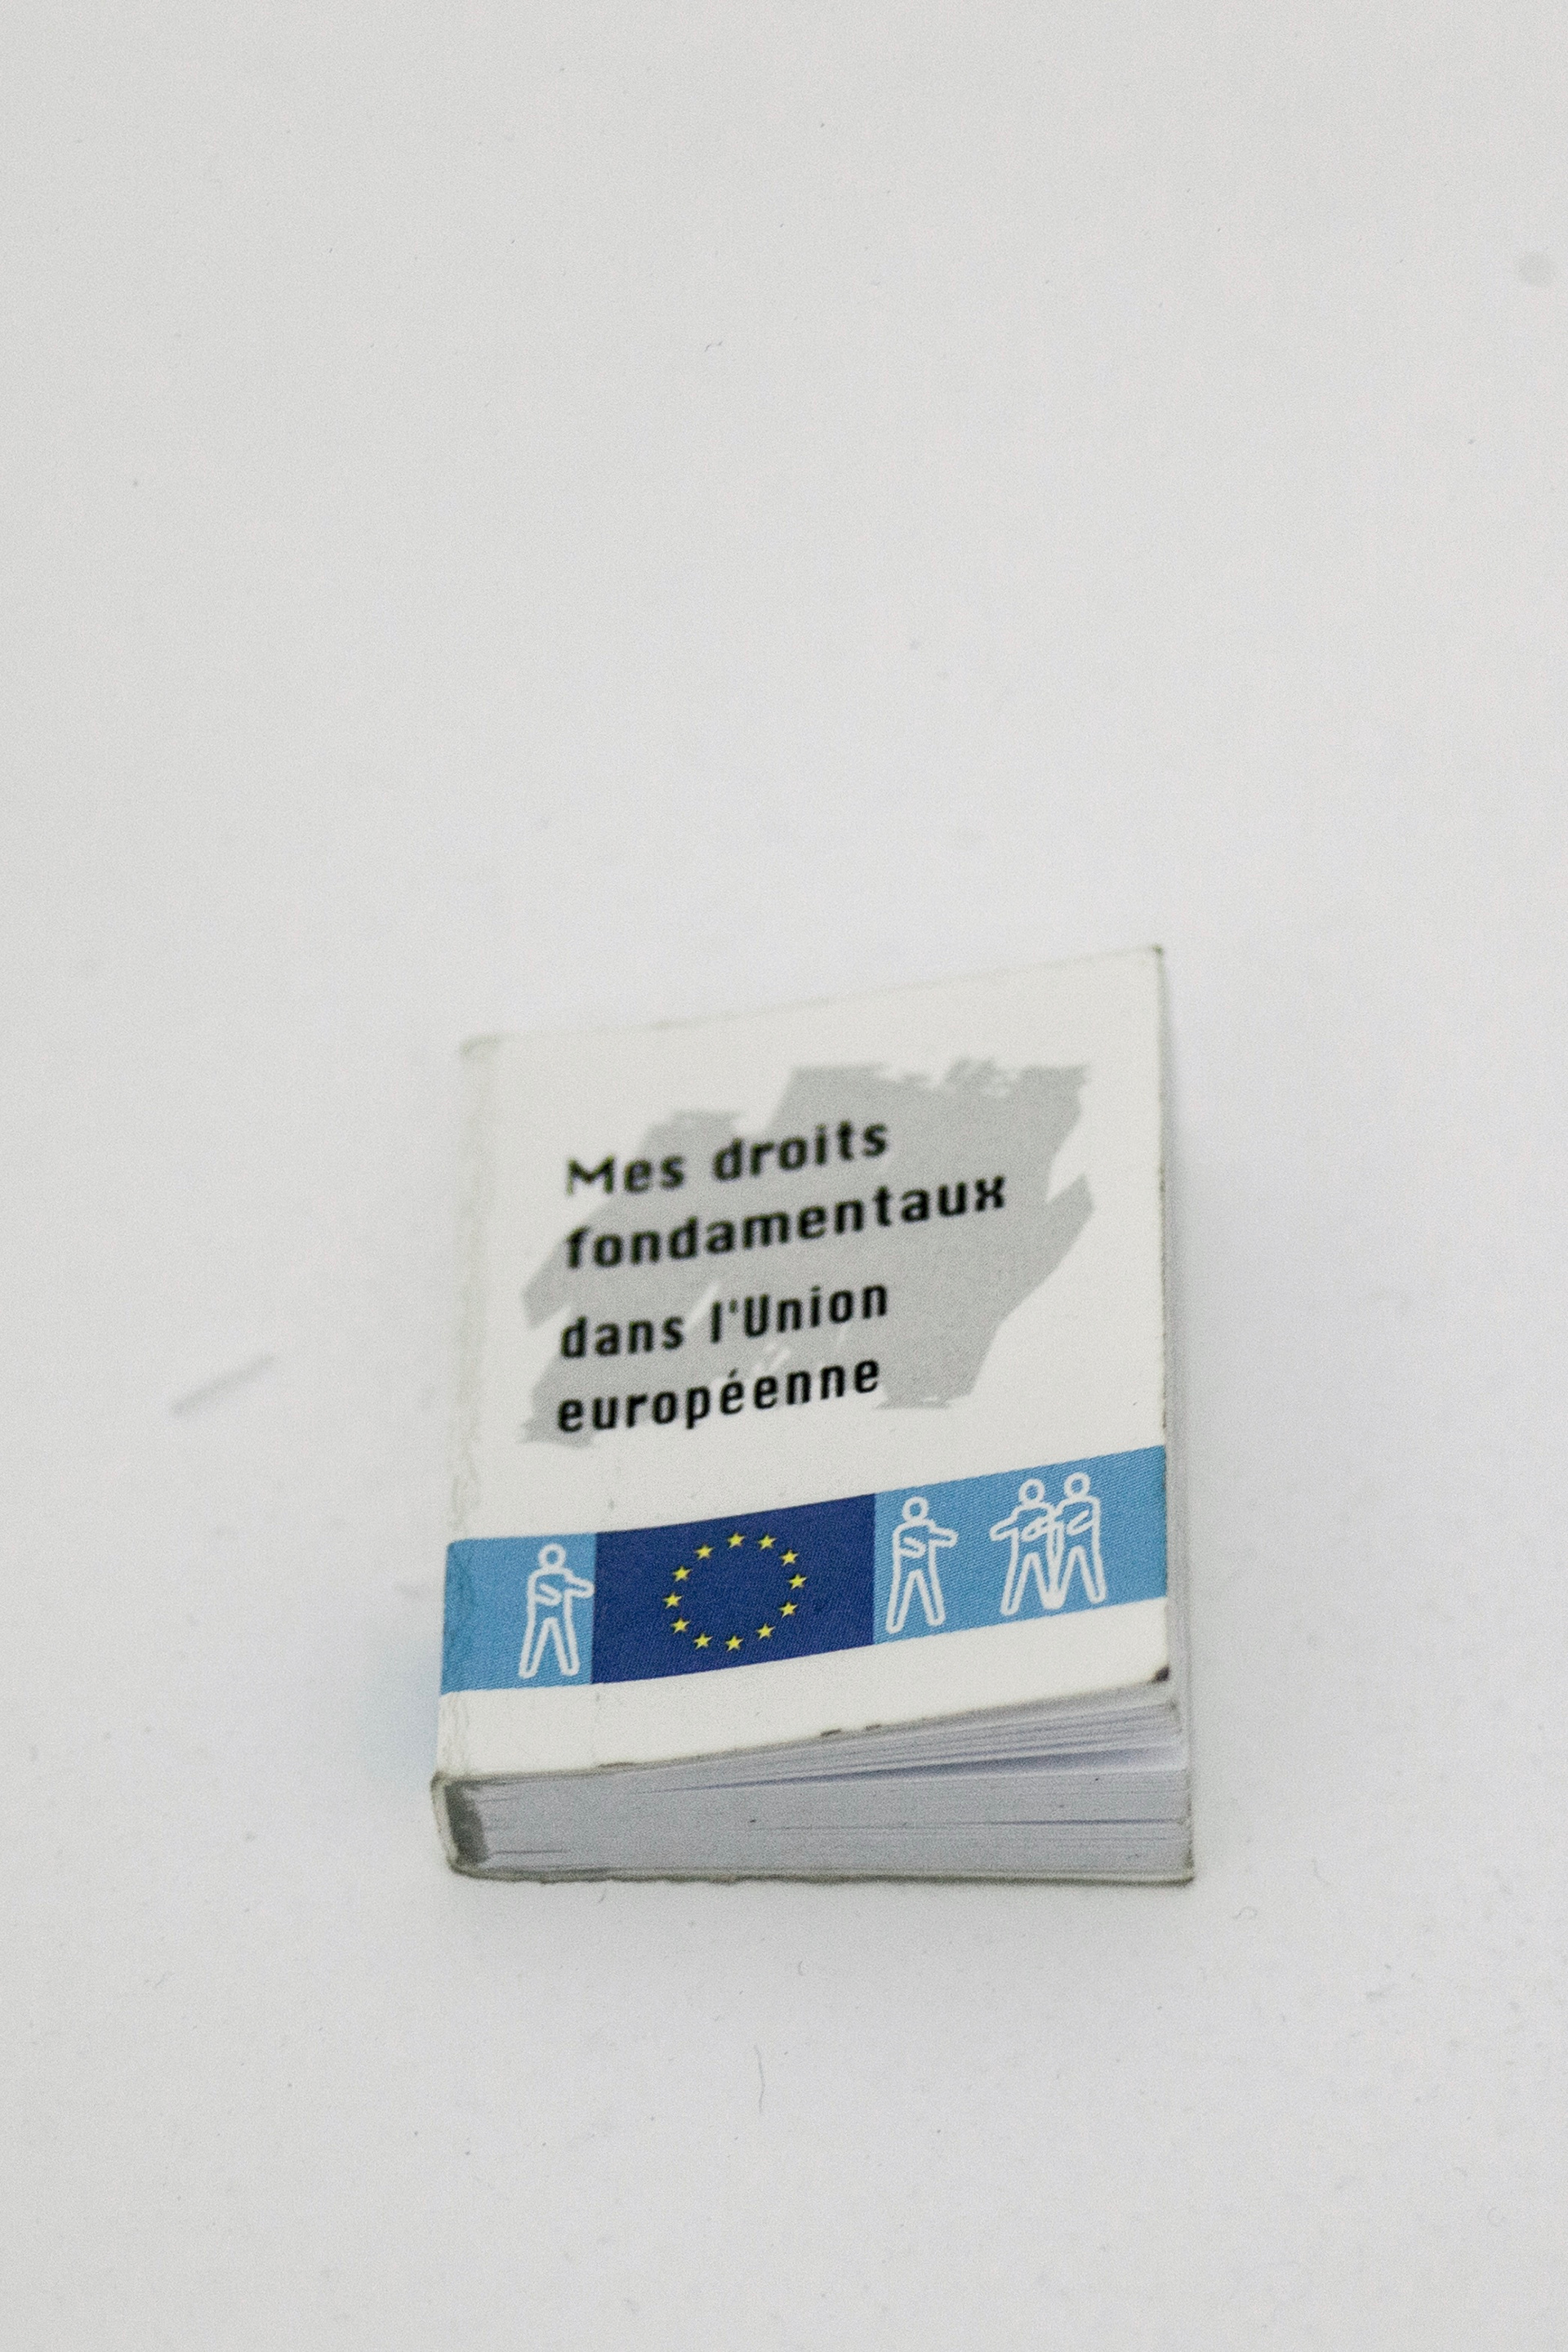 Mes droits
fondamentaux
dans l'Union
européenne